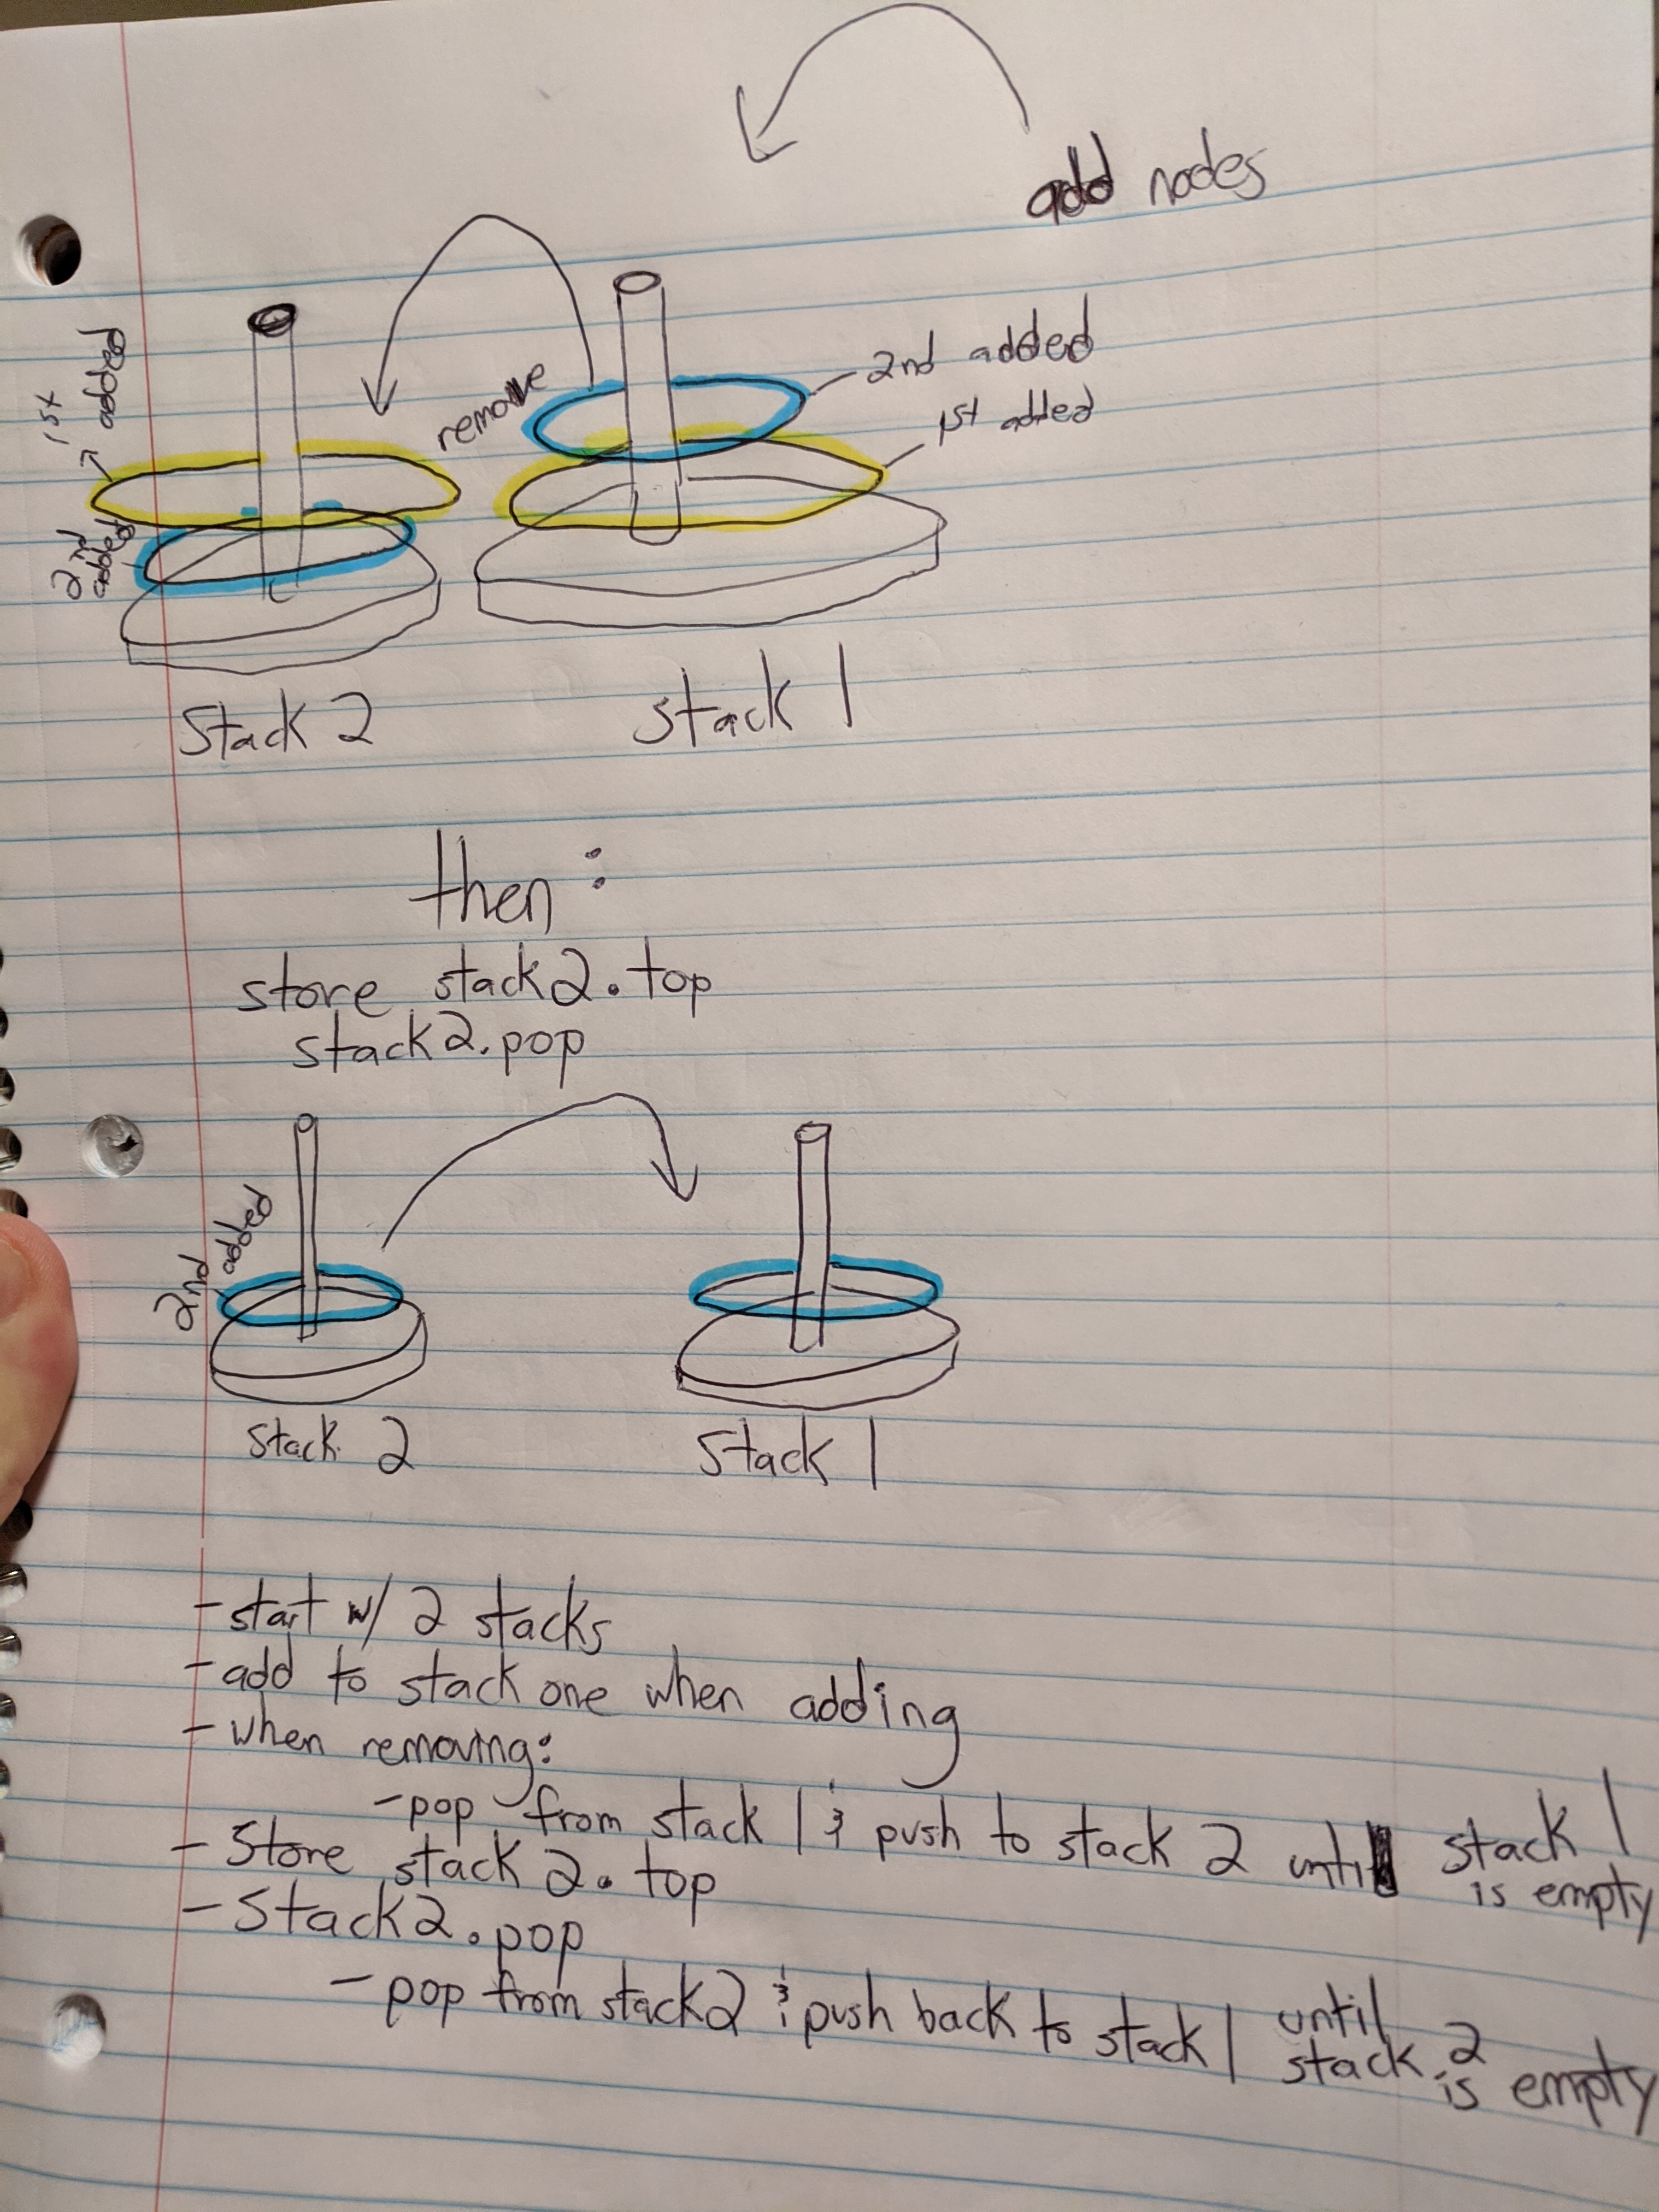 add nodes
1st added
2nd added
remove
2nd added
1st added
Stack 2
stack 1
then:
store stack2.top
stack2.pop
2nd added
Stack 2
Stack 1
- start w/ 2 stacks
- add to stack one when adding
- when removing:
- pop from stack 1 & push to stack 2 until stack 1
is empty
- Store stack 2.top
- Stack2.pop
- pop from stack2 & push back to stack 1 until
stack 2
is empty